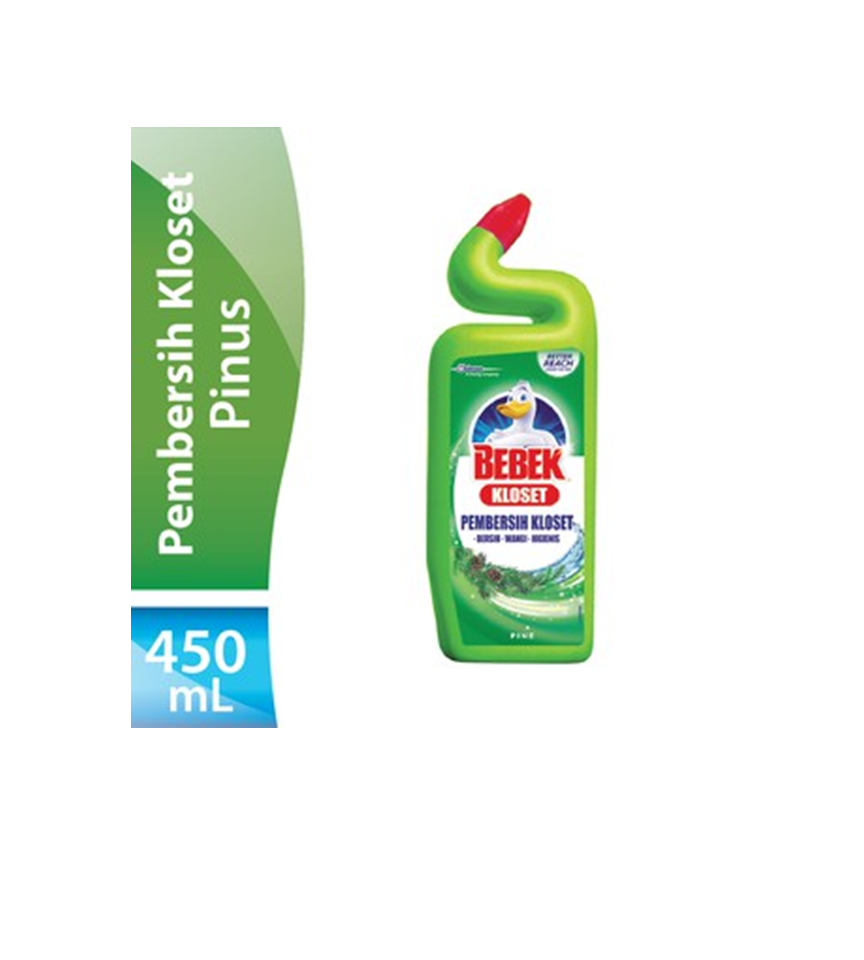 Pembersih Kloset
Pinus
450
mL
BETTER
REACH
BEBEK
KLOSET
PEMBERSIH KLOSET
•BERSIH • WANGI • HIGIENIS
PINE